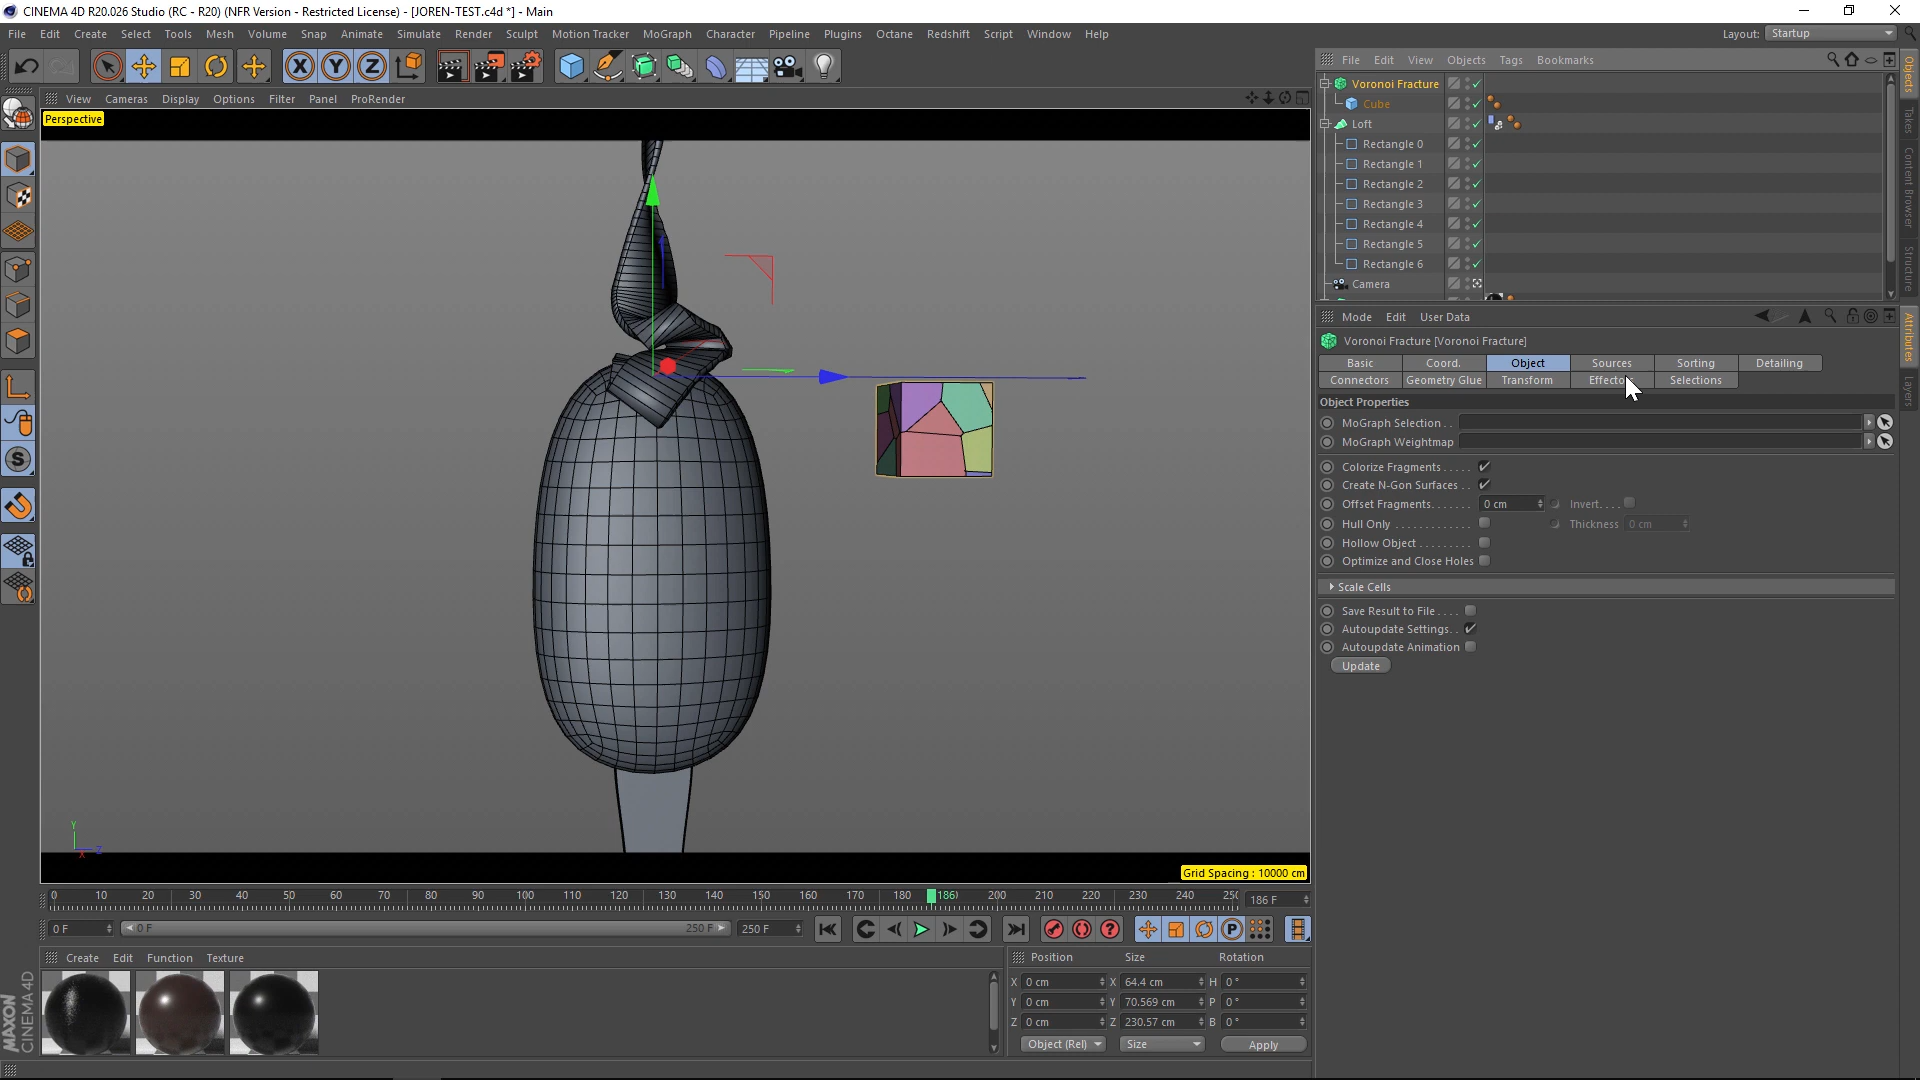 CINEMA 4D R20.026 Studio (RC - R20) (NFR Version - Restricted License) - [JOREN-TEST.c4d *] - Main
File Edit Create Select Tools Mesh Volume Snap Animate Simulate Render Sculpt Motion Tracker MoGraph Character Pipeline Plugins Octane Redshift Script Window Help
Layout: Startup
X Y Z
File Edit View Objects Tags Bookmarks
View Cameras Display Options Filter Panel ProRender
Perspective
Voronoi Fracture
Cube
Loft
Rectangle 0
Rectangle 1
Rectangle 2
Rectangle 3
Rectangle 4
Rectangle 5
Rectangle 6
Camera
Objects
Takes
Content Browser
Structure
Attributes
Layers
Mode Edit User Data
Voronoi Fracture [Voronoi Fracture]
Basic Coord. Object Sources Sorting Detailing
Connectors Geometry Glue Transform Selections
Object Properties
MoGraph Selection . .
MoGraph Weightmap
Colorize Fragments . . . . .
Create N-Gon Surfaces . .
Offset Fragments. . . . . . . 0 cm Invert. . . .
Hull Only . . . . . . . . . . . . Thickness 0 cm
Hollow Object . . . . . . . . .
Optimize and Close Holes
Scale Cells
Save Result to File . . . .
Autoupdate Settings. .
Autoupdate Animation
Update
S
Y
Z
X
Grid Spacing : 10000 cm
0 10 20 30 40 50 60 70 80 90 100 110 120 130 140 150 160 170 180 186 200 210 220 230 240 186 F
0 F 0 F 250 F 250 F
P
Create Edit Function Texture
Position Size Rotation
X 0 cm X 64.4 cm H 0 °
Y 0 cm Y 70.569 cm P 0 °
Z 0 cm Z 230.57 cm B 0 °
Object (Rel) Size Apply
MAXON
CINEMA 4D